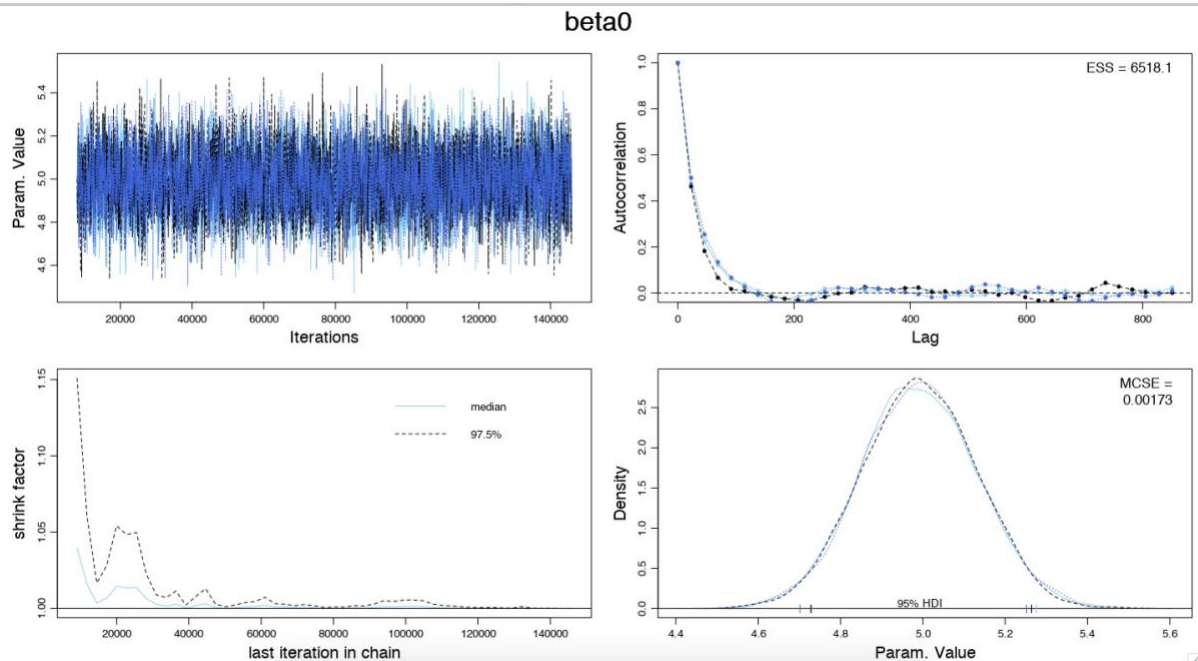 beta0
Param. Value
5.4
5.2
5.0
4.8
4.6
20000 40000 60000 80000 100000 120000 140000
Iterations
Autocorrelation
1.0
0.8
0.6
0.4
0.2
0.0
ESS = 6518.1
0 200 400 600 800
Lag
shrink factor
1.15
1.10
1.05
1.00
median
97.5%
20000 40000 60000 80000 100000 120000 140000
last iteration in chain
Density
2.5
2.0
1.5
1.0
0.5
0.0
MCSE =
0.00173
95% HDI
4.4 4.6 4.8 5.0 5.2 5.4 5.6
Param. Value